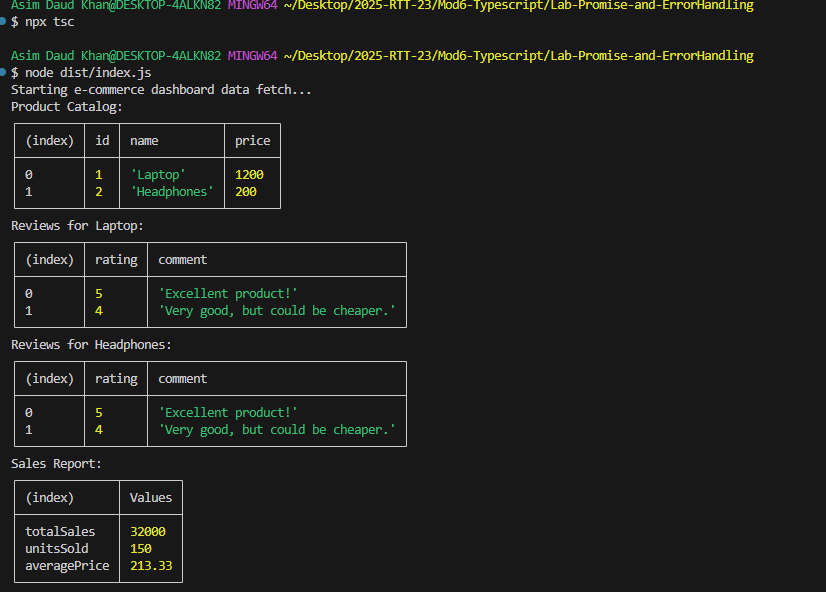 Asim Daud Khan@DESKTOP-4ALKN82 MINGW64 ~/Desktop/2025-RTT-23/Mod6-Typescript/Lab-Promise-and-ErrorHandling
$ npx tsc
Asim Daud Khan@DESKTOP-4ALKN82 MINGW64 ~/Desktop/2025-RTT-23/Mod6-Typescript/Lab-Promise-and-ErrorHandling
$ node dist/index.js
Starting e-commerce dashboard data fetch...
Product Catalog:
(index) id name price
0 1 'Laptop' 1200
1 2 'Headphones' 200
Reviews for Laptop:
(index) rating comment
0 5 'Excellent product!'
1 4 'Very good, but could be cheaper.'
Reviews for Headphones:
(index) rating comment
0 5 'Excellent product!'
1 4 'Very good, but could be cheaper.'
Sales Report:
(index) Values
totalSales 32000
unitsSold 150
averagePrice 213.33